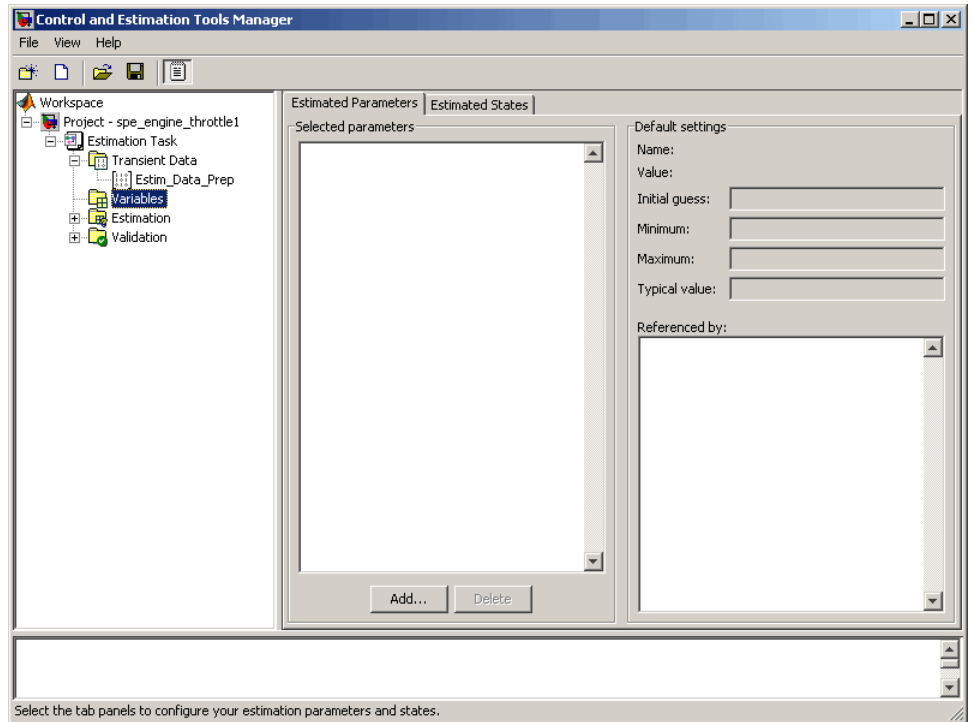 Control and Estimation Tools Manager
File View Help
Workspace
Project - spe_engine_throttle1
Estimation Task
Transient Data
Estim_Data_Prep
Variables
Estimation
Validation
Estimated Parameters Estimated States
Selected parameters
Add... Delete
Default settings
Name:
Value:
Initial guess:
Minimum:
Maximum:
Typical value:
Referenced by:
Select the tab panels to configure your estimation parameters and states.